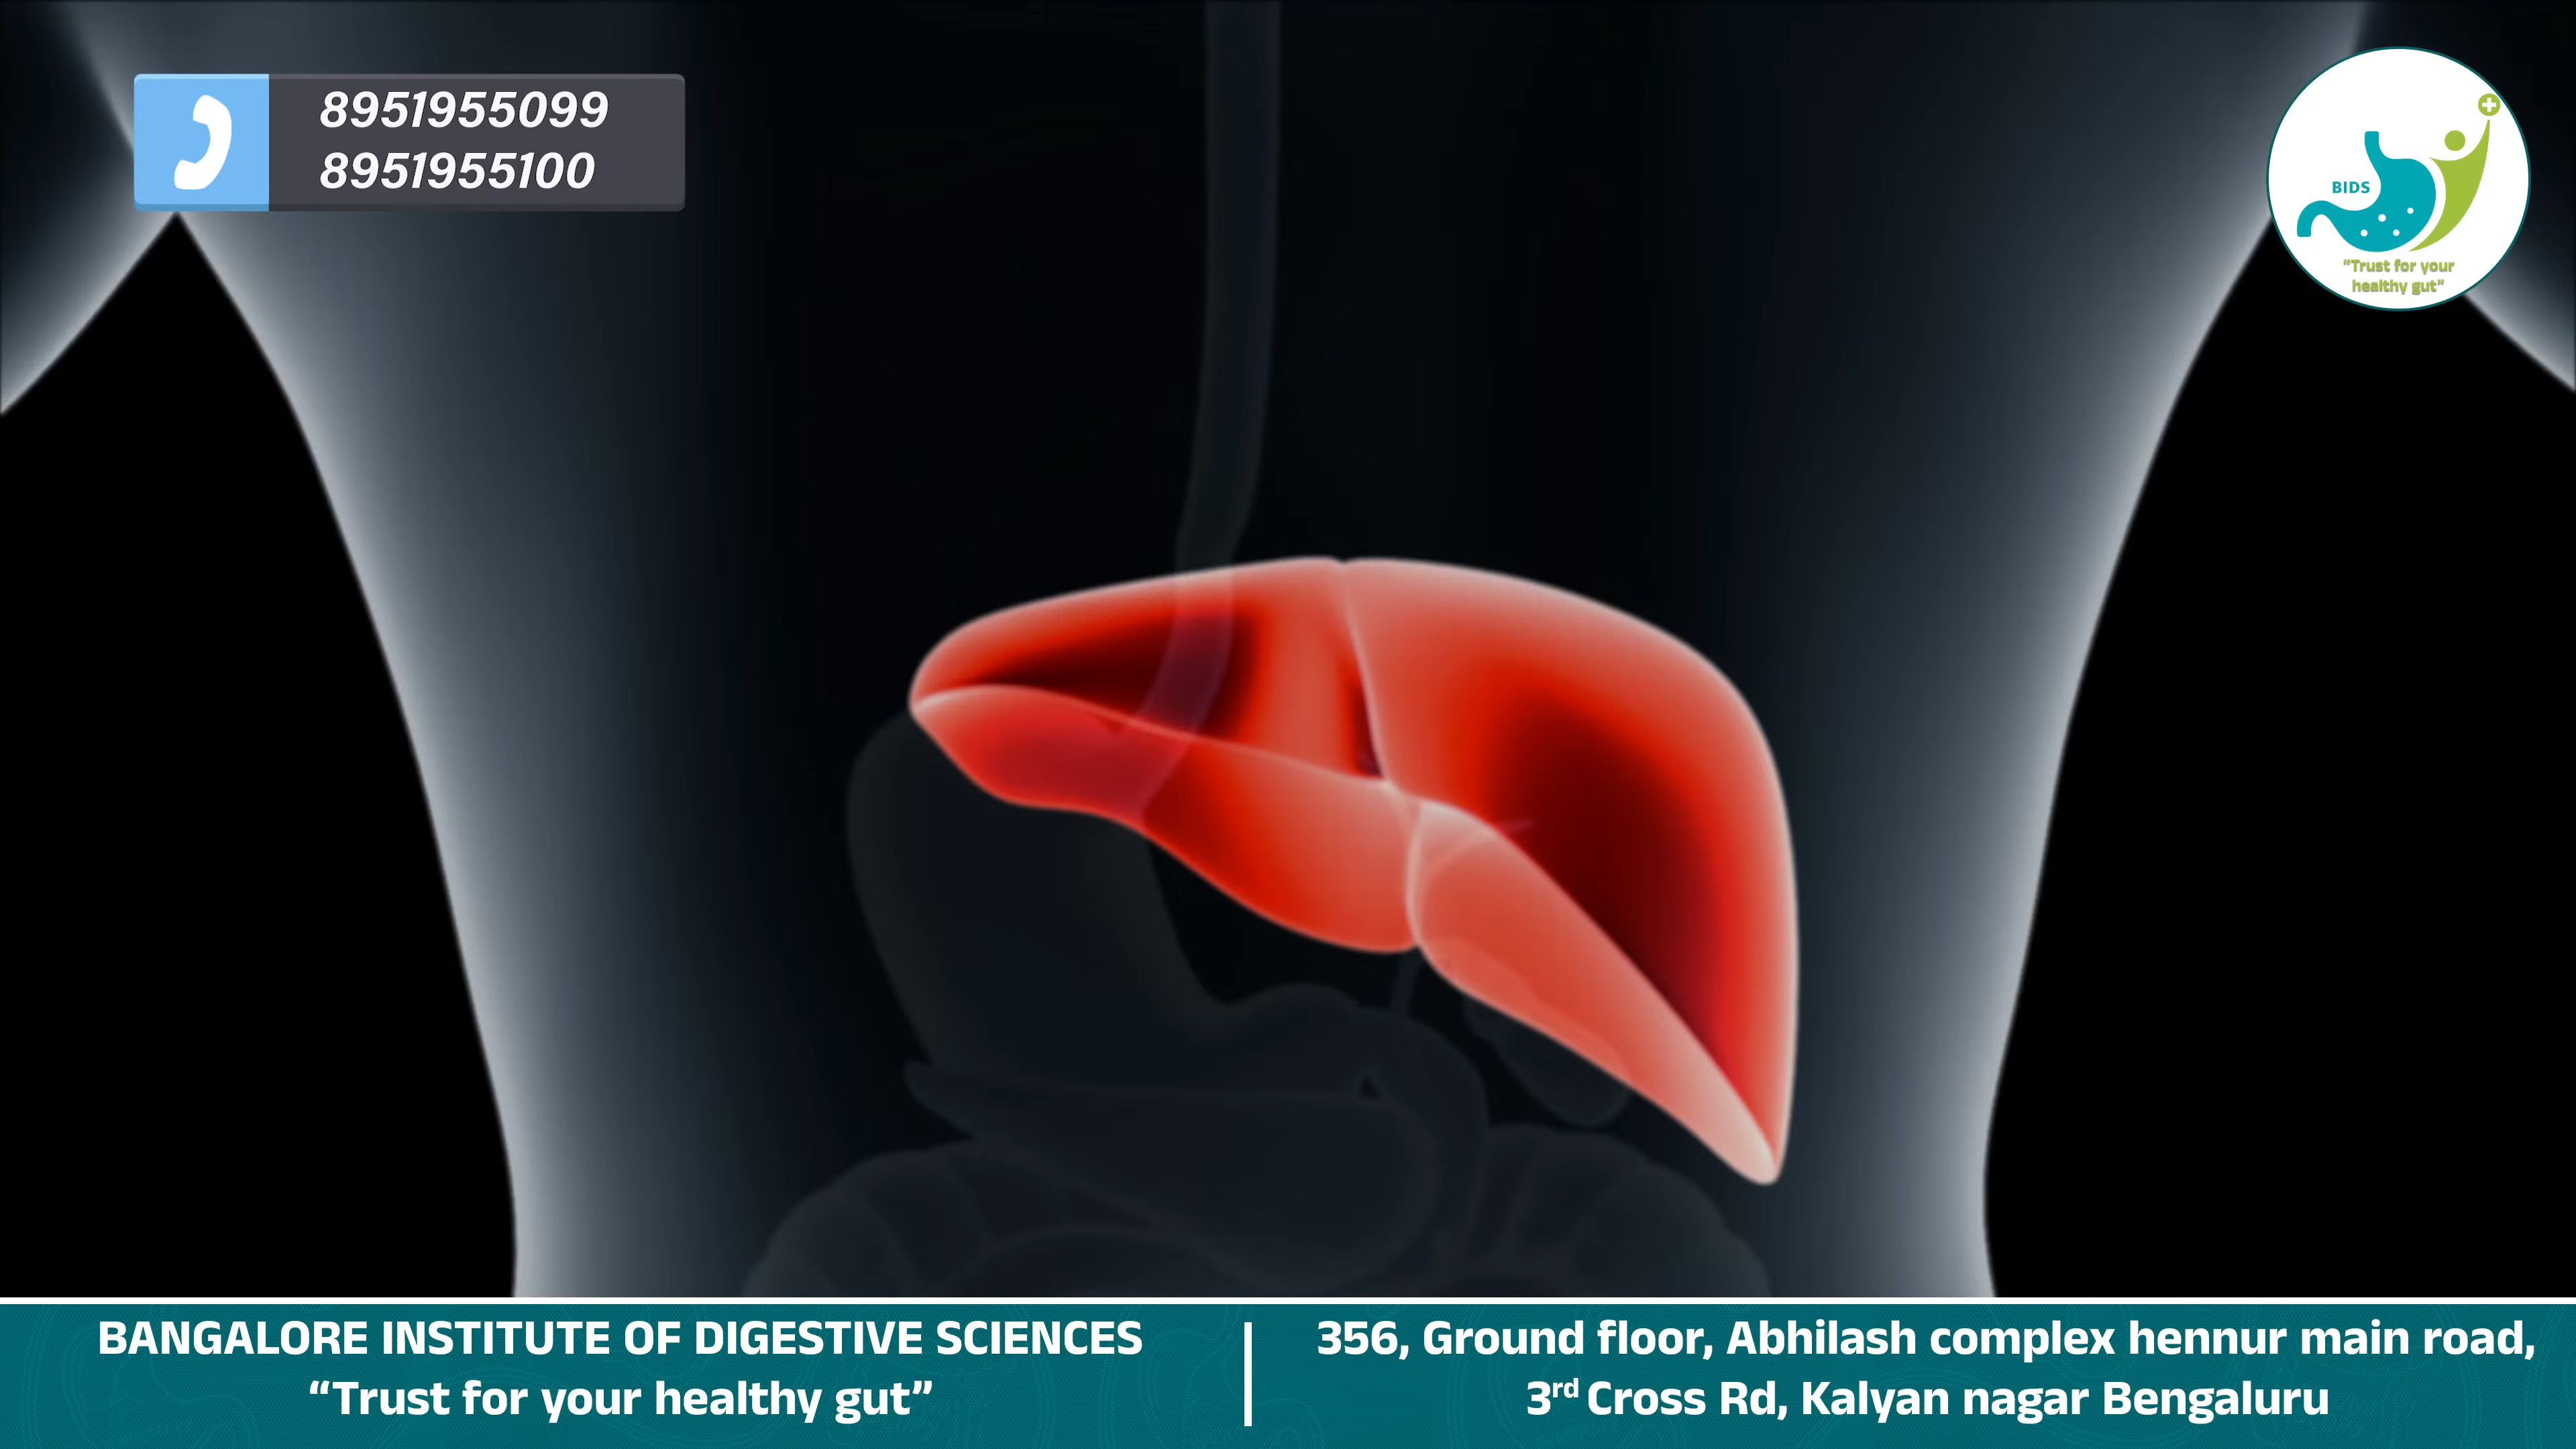 8951955099
8951955100
BIDS
“Trust for your
healthy gut”
BANGALORE INSTITUTE OF DIGESTIVE SCIENCES
“Trust for your healthy gut”
356, Ground floor, Abhilash complex hennur main road,
3rd Cross Rd, Kalyan nagar Bengaluru